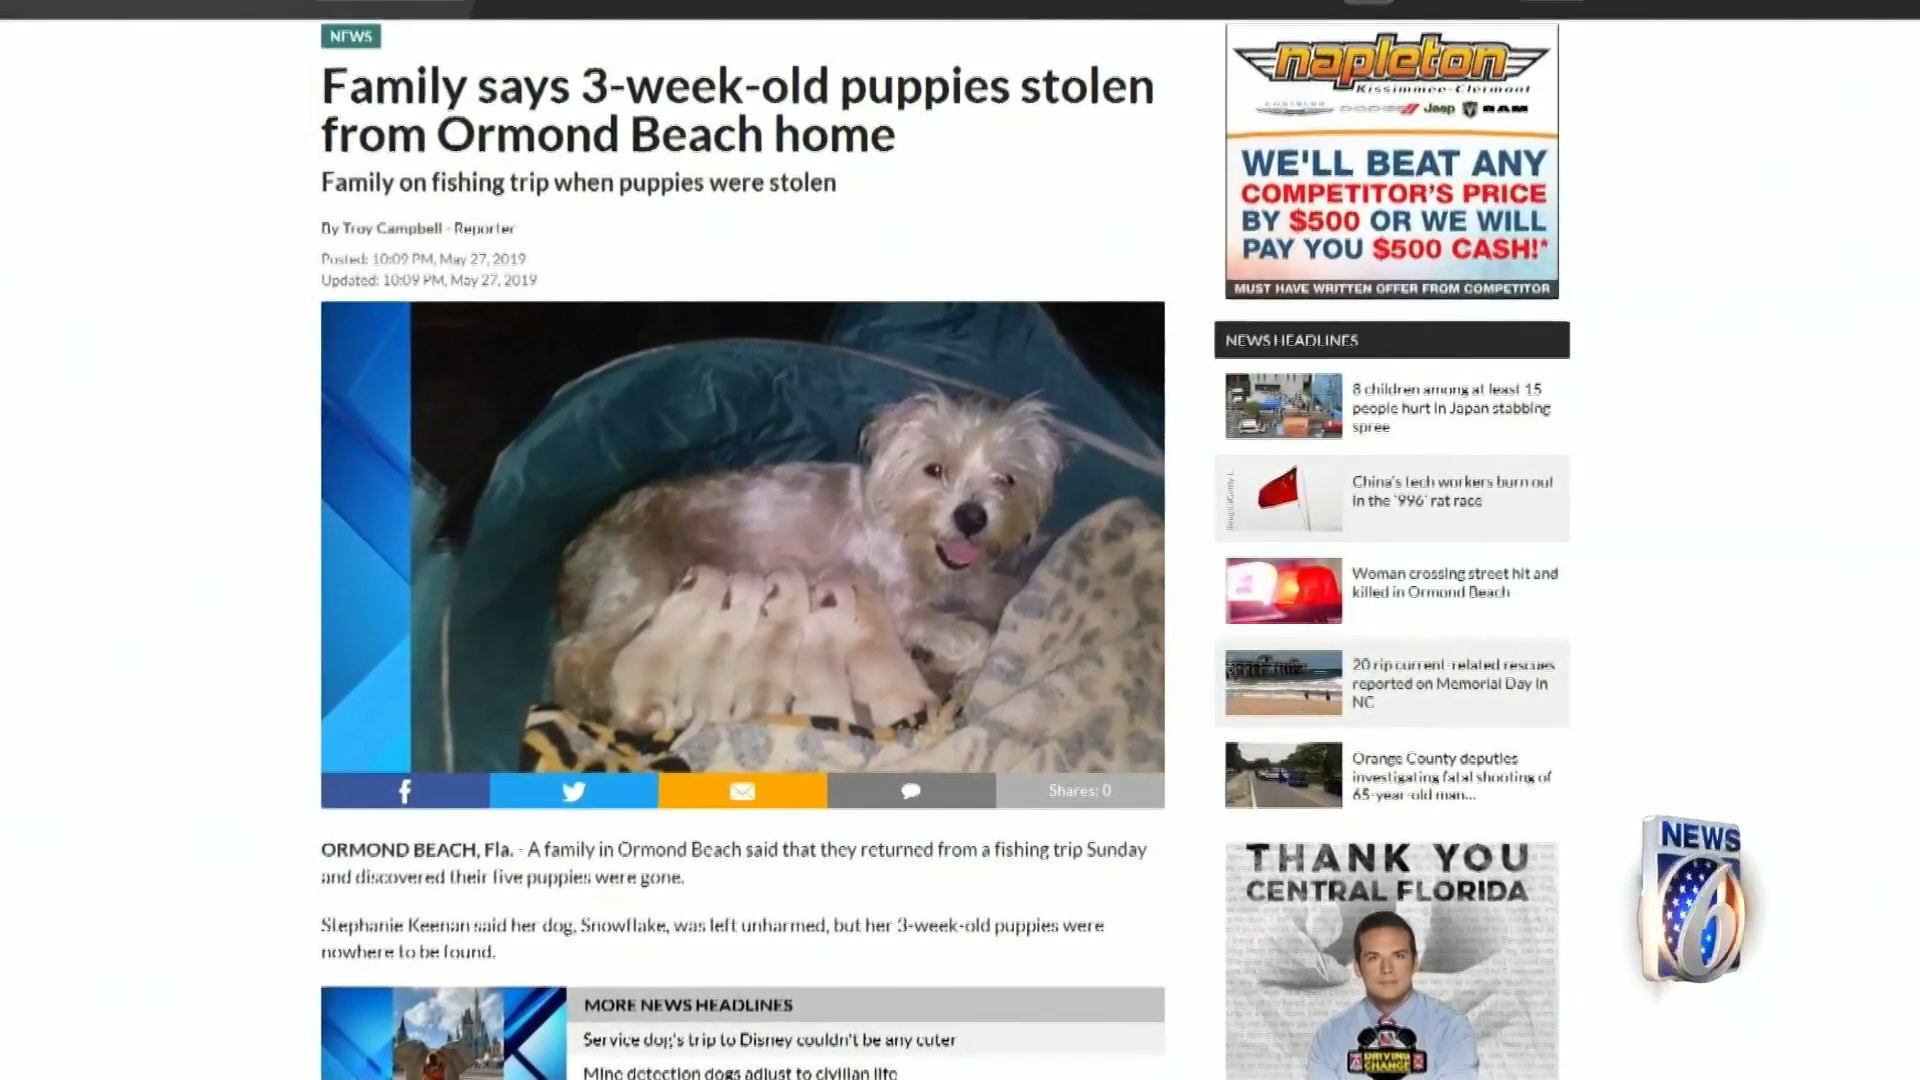 NEWS
Family says 3-week-old puppies stolen
from Ormond Beach home
Family on fishing trip when puppies were stolen
By Troy Campbell - Reporter
Posted: 10:09 PM, May 27, 2019
Updated: 10:09 PM, May 27, 2019
Shares: 0
ORMOND BEACH, Fla. - A family in Ormond Beach said that they returned from a fishing trip Sunday
and discovered their five puppies were gone.
Stephanie Keenan said her dog, Snowflake, was left unharmed, but her 3-week-old puppies were
nowhere to be found.
MORE NEWS HEADLINES
Service dog's trip to Disney couldn't be any cuter
Mine detection dogs adjust to civilian life
napleton
Kissimmee-Clermont
CHRYSLER DODGE Jeep RAM
WE'LL BEAT ANY
COMPETITOR'S PRICE
BY $500 OR WE WILL
PAY YOU $500 CASH!*
MUST HAVE WRITTEN OFFER FROM COMPETITOR
NEWS HEADLINES
8 children among at least 15
people hurt in Japan stabbing
spree
China's tech workers burn out
in the '996' rat race
Woman crossing street hit and
killed in Ormond Beach
20 rip current-related rescues
reported on Memorial Day in
NC
Orange County deputies
investigating fatal shooting of
65-year-old man...
THANK YOU
CENTRAL FLORIDA
DRIVING
CHANGE
NEWS
6